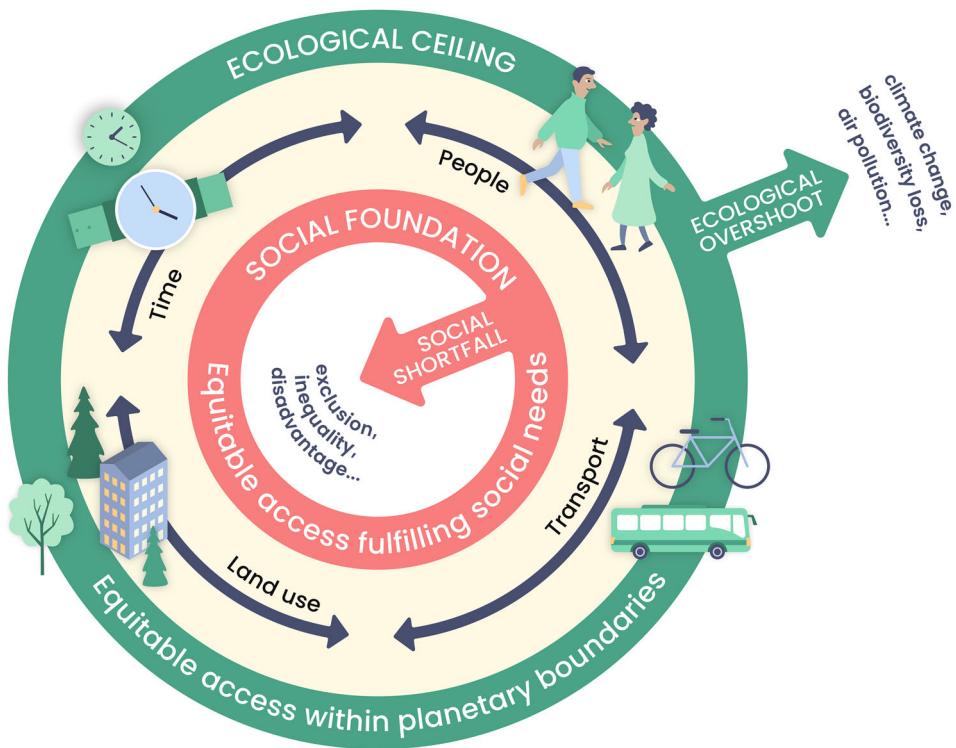 ECOLOGICAL CEILING
climate change,
biodiversity loss,
air pollution...
People
ECOLOGICAL
OVERSHOOT
SOCIAL FOUNDATION
Time
SOCIAL
SHORTFALL
exclusion,
inequality,
disadvantage...
Equitable access fulfilling social needs
Transport
Land use
Equitable access within planetary boundaries